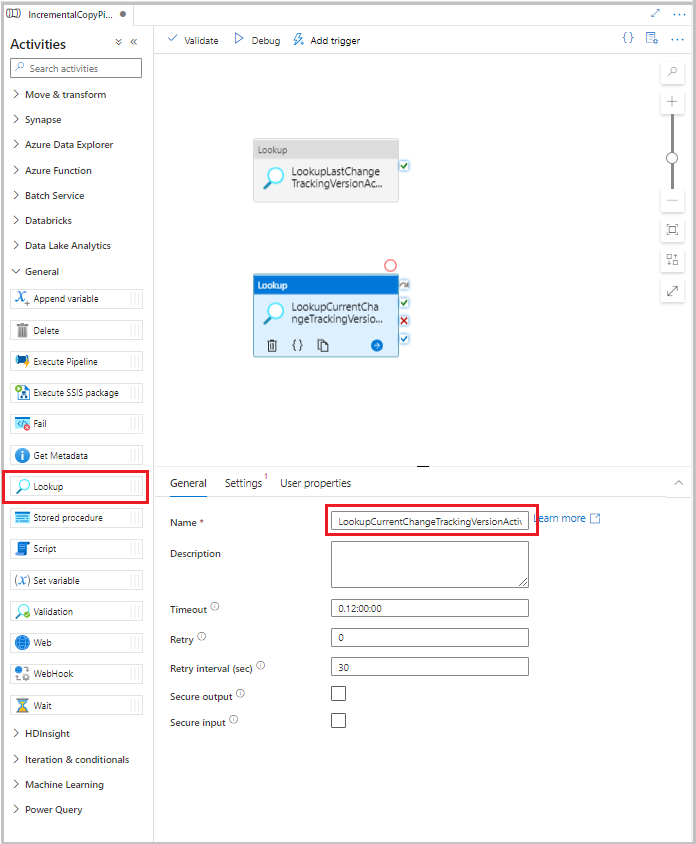 IncrementalCopyPi...
Activities
Search activities
Move & transform
Synapse
Azure Data Explorer
Azure Function
Batch Service
Databricks
Data Lake Analytics
General
Append variable
Delete
Execute Pipeline
Execute SSIS package
Fail
Get Metadata
Lookup
Stored procedure
Script
Set variable
Validation
Web
WebHook
Wait
HDInsight
Iteration & conditionals
Machine Learning
Power Query
Validate
Debug
Add trigger
Lookup
LookupLastChange
TrackingVersionAc...
Lookup
LookupCurrentCha
ngeTrackingVersio...
General
Settings 1
User properties
Name *
LookupCurrentChangeTrackingVersionActiv
Learn more
Description
Timeout
0.12:00:00
Retry
0
Retry interval (sec)
30
Secure output
Secure input